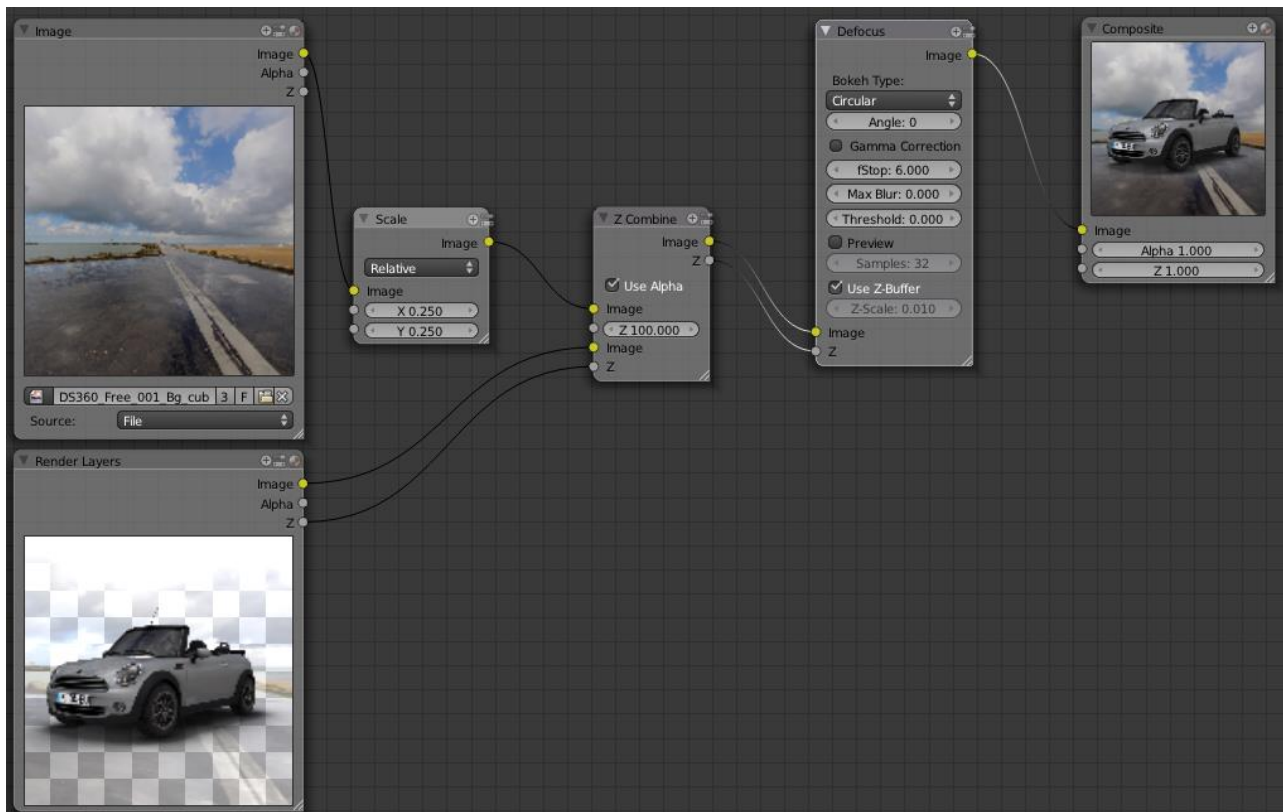 Image
Image
Alpha
Z
DS360_Free_001_Bg_cub 3 F
Source: File
Render Layers
Image
Alpha
Z
Scale
Image
Relative
Image
X 0.250
Y 0.250
Z Combine
Image
Z
Use Alpha
Image
Z 100.000
Image
Z
Defocus
Image
Bokeh Type:
Circular
Angle: 0
Gamma Correction
fStop: 6.000
Max Blur: 0.000
Threshold: 0.000
Preview
Samples: 32
Use Z-Buffer
Z-Scale: 0.010
Image
Z
Composite
Image
Alpha 1.000
Z 1.000